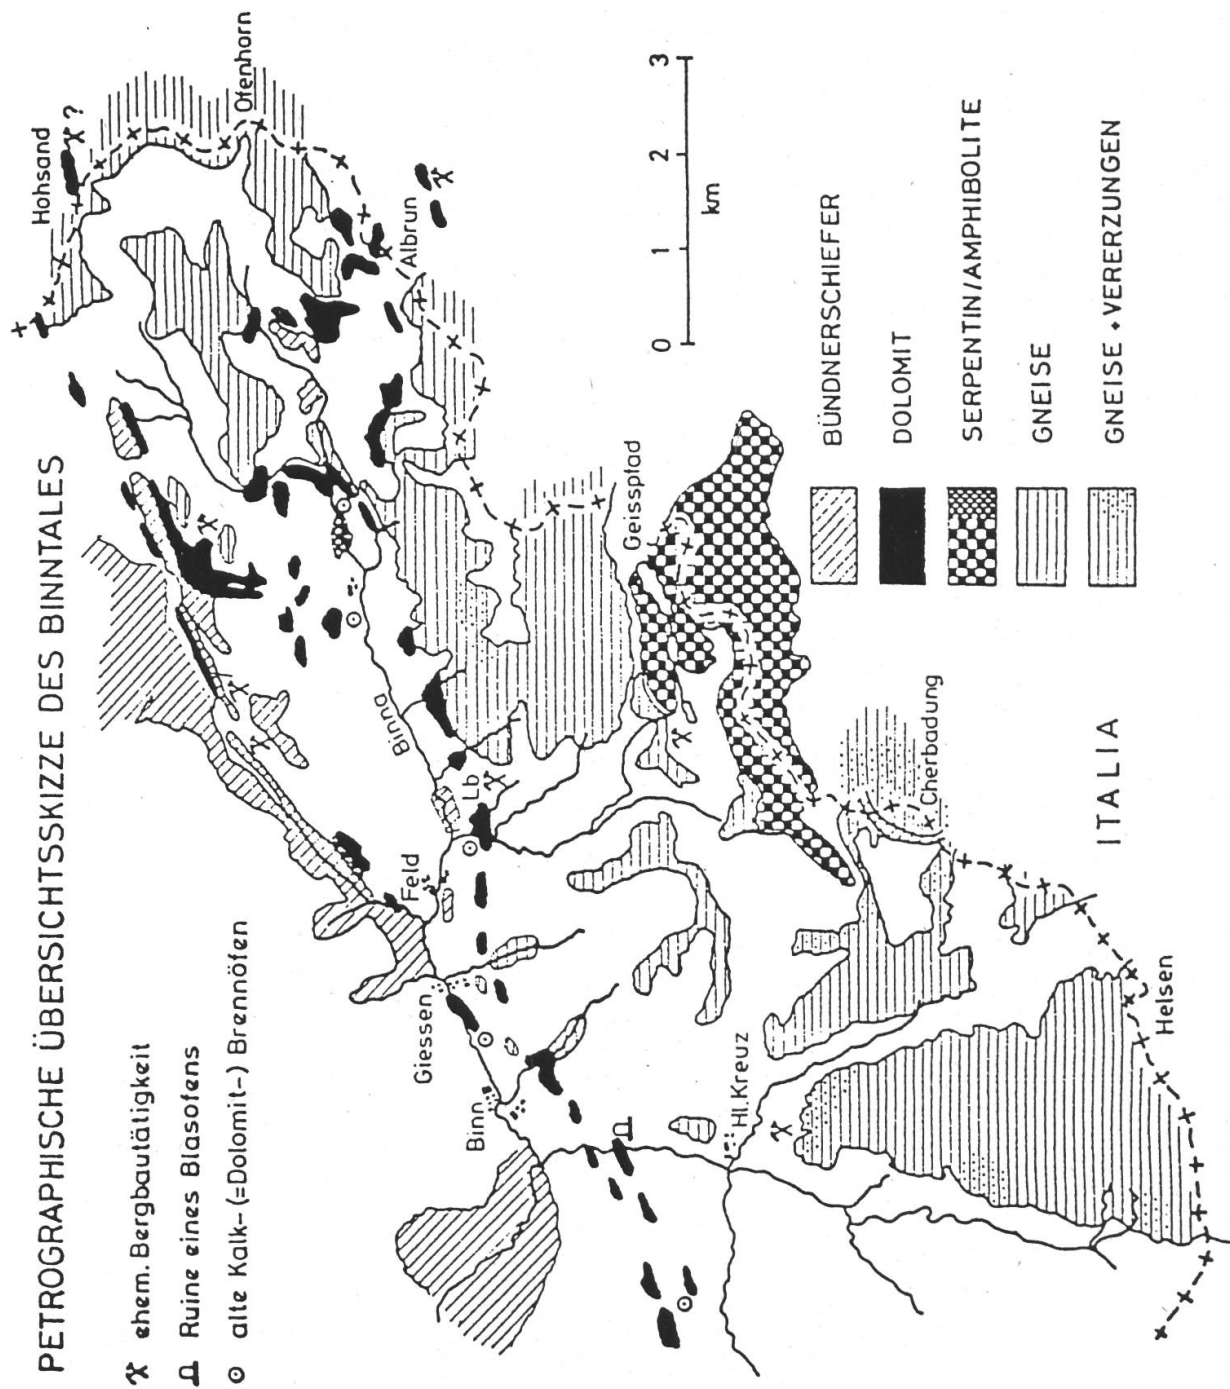 PETROGRAPHISCHE ÜBERSICHTSSKIZZE DES BINNTALES
ehem. Bergbautätigkeit
Ruine eines Blasofens
alte Kalk- (=Dolomit-) Brennöfen
Hohsand
?
Ofenhorn
Albrun
Binna
Lb
Feld
Giessen
Binn
Hl. Kreuz
Geisspfad
Cherbadung
Helsen
ITALIA
0 1 2 3
km
BÜNDNERSCHIEFER
DOLOMIT
SERPENTIN/AMPHIBOLITE
GNEISE
GNEISE + VERERZUNGEN